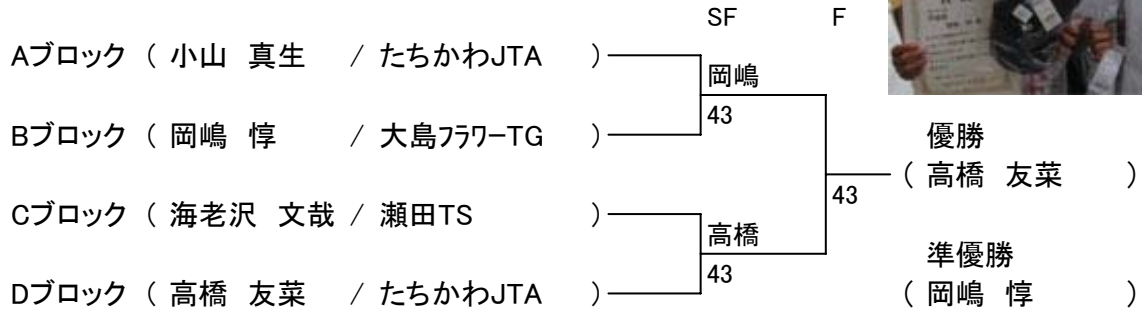 SF F
Aブロック ( 小山 真生 / たちかわJTA )
岡嶋
43
Bブロック ( 岡嶋 惇 / 大島フラワーTG )
優勝
( 高橋 友菜 )
43
Cブロック ( 海老沢 文哉 / 瀬田TS )
高橋
43
準優勝
Dブロック ( 高橋 友菜 / たちかわJTA )
( 岡嶋 惇 )